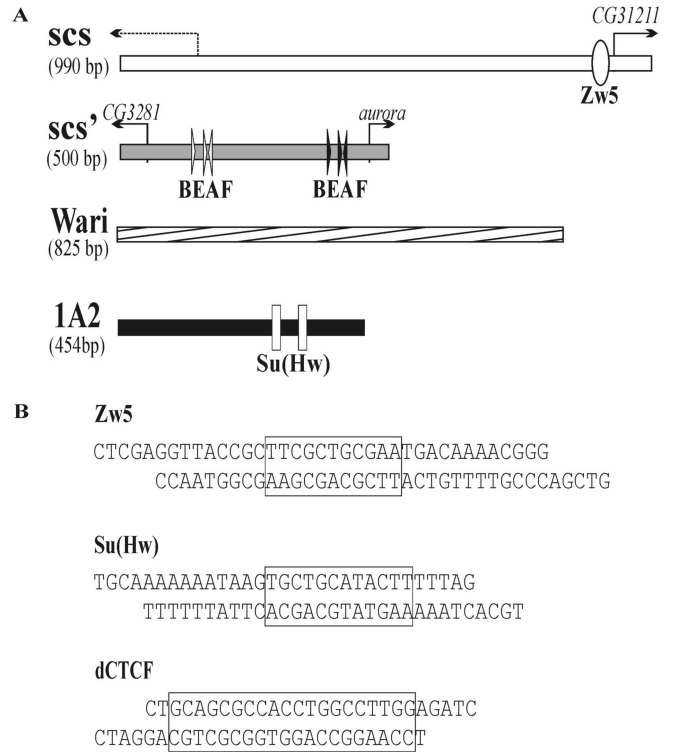 A
scs
(990 bp)
CG31211
Zw5
scs’
(500 bp)
CG3281
aurora
BEAF
BEAF
Wari
(825 bp)
1A2
(454bp)
Su(Hw)
B
Zw5
CTCGAGGTTACCGCTTCGCTGCGAATGACAAAACGGG
CCAATGGCGAAGCGACGCTTACTGTTTTGCCCAGCTG
Su(Hw)
TGCAAAAAAATAAGTGCTGCATACTTTTTAG
TTTTTTATTCACGACGTATGAAAAATCACGT
dCTCF
CTGCAGCGCCACCTGGCCTTGGAGATC
CTAGGACGTCGCGGTGGACCGGAACCT